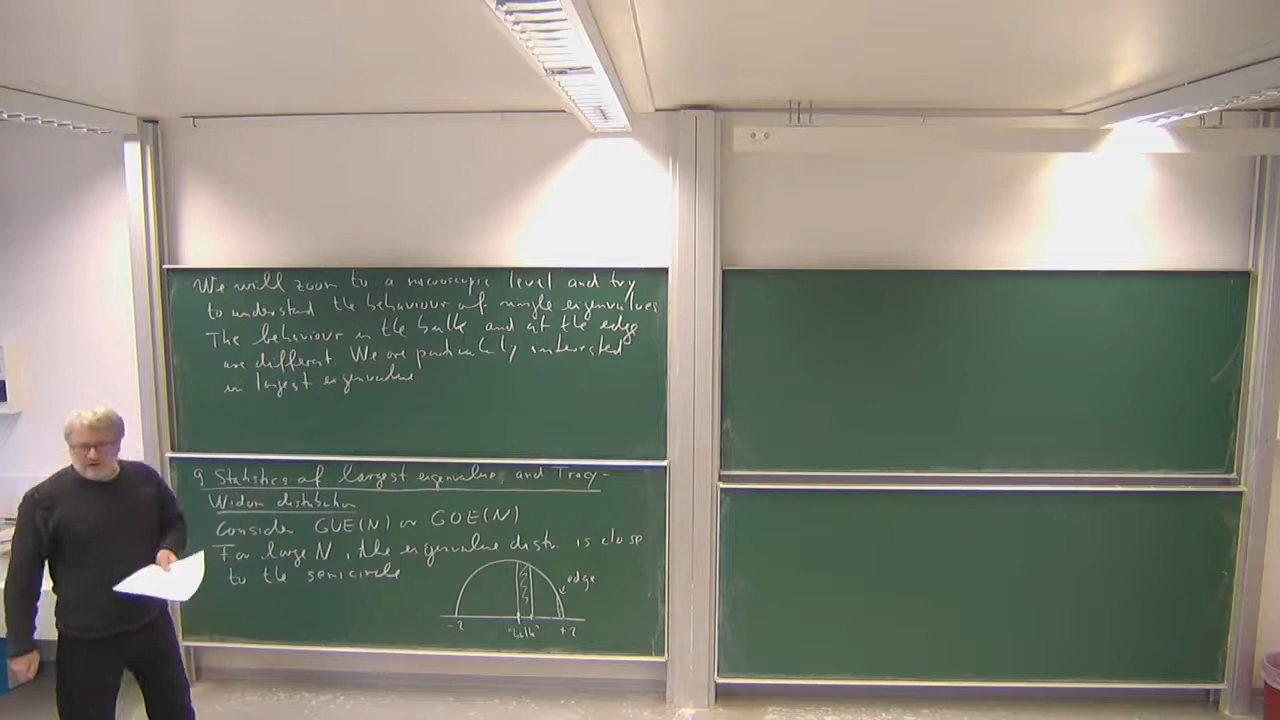 We will zoom to a microscopic level and try
to understand the behaviour of single eigenvalues
The behaviour in the bulk and at the edge
are different. We are particularly interested
in largest eigenvalue
9 Statistics of largest eigenvalue and Tracy-
Widom distribution
Consider GUE(N) or GOE(N)
For large N, the eigenvalue distr. is close
to the semicircle
edge
-2 "bulk" +2